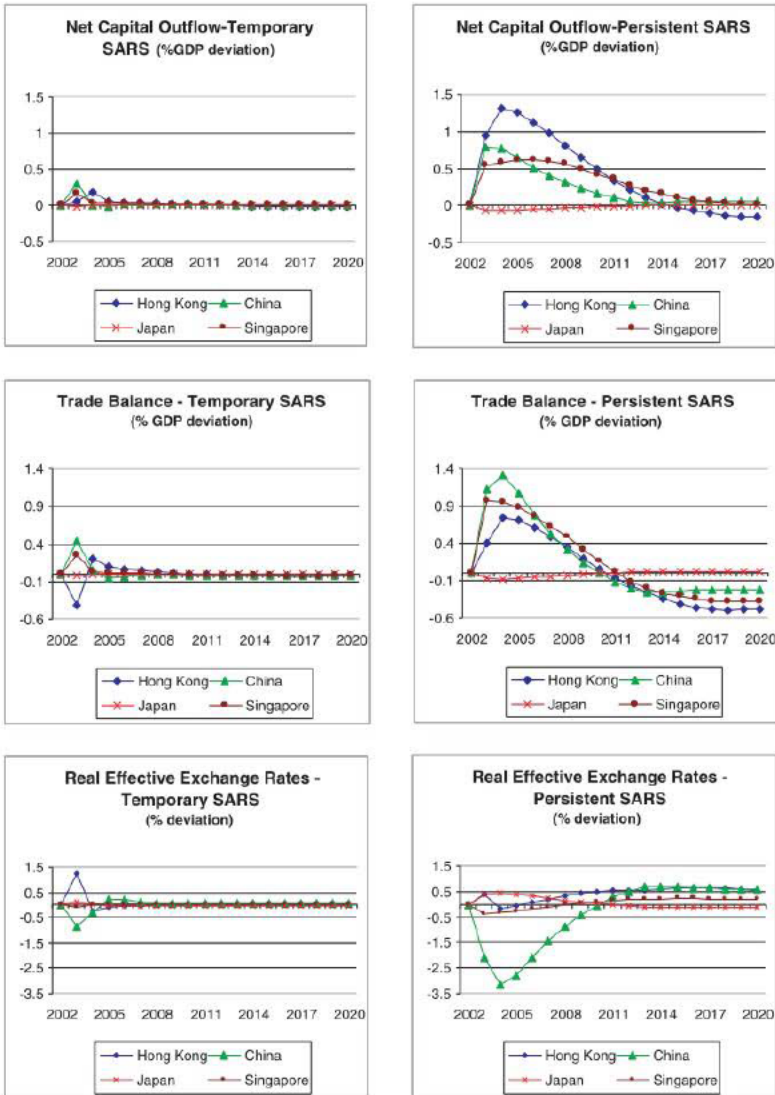 Net Capital Outflow-Temporary
SARS (%GDP deviation)
1.5
1
0.5
0
-0.5
2002 2005 2008 2011 2014 2017 2020
Hong Kong China
Japan Singapore
Net Capital Outflow-Persistent SARS
(%GDP deviation)
1.5
1
0.5
0
-0.5
2002 2005 2008 2011 2014 2017 2020
Hong Kong China
Japan Singapore
Trade Balance - Temporary SARS
(% GDP deviation)
1.4
0.9
0.4
-0.1
-0.6
2002 2005 2008 2011 2014 2017 2020
Hong Kong China
Japan Singapore
Trade Balance - Persistent SARS
(% GDP deviation)
1.4
0.9
0.4
-0.1
-0.6
2002 2005 2008 2011 2014 2017 2020
Hong Kong China
Japan Singapore
Real Effective Exchange Rates -
Temporary SARS
(% deviation)
1.5
0.5
-0.5
-1.5
-2.5
-3.5
2002 2005 2008 2011 2014 2017 2020
Hong Kong China
Japan Singapore
Real Effective Exchange Rates -
Persistent SARS
(% deviation)
1.5
0.5
-0.5
-1.5
-2.5
-3.5
2002 2005 2008 2011 2014 2017 2020
Hong Kong China
Japan Singapore